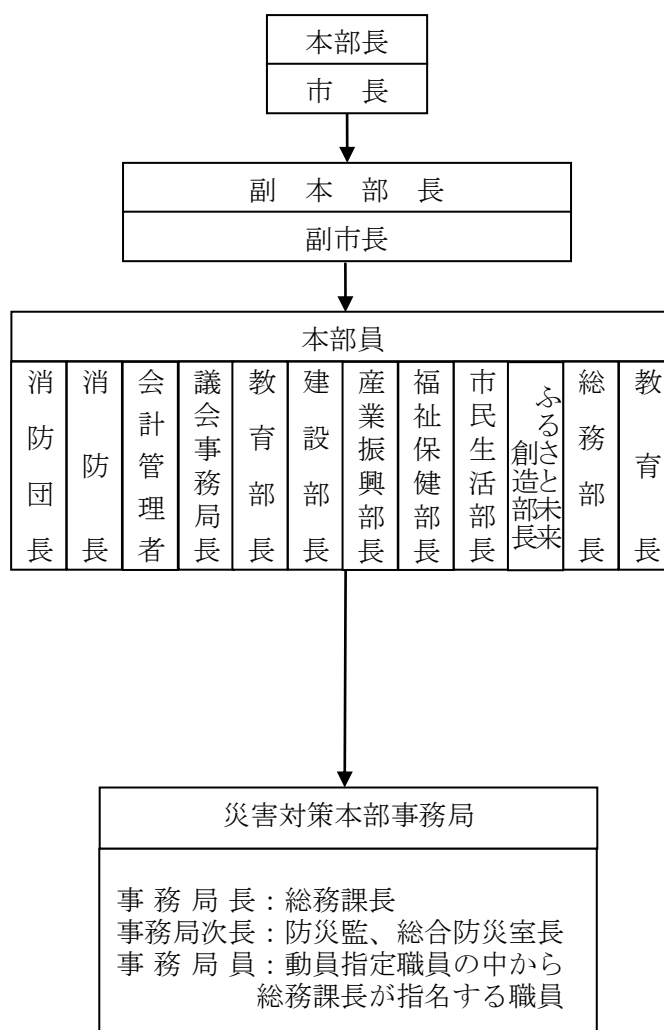 本部長
市　長
副　本　部　長
副市長
本部員
教育長
総務部長
ふるさと未来
創造部長
市民生活部長
福祉保健部長
産業振興部長
建設部長
教育部長
議会事務局長
会計管理者
消防長
消防団長
災害対策本部事務局
事 務 局 長：総務課長
事務局次長：防災監、総合防災室長
事 務 局 員：動員指定職員の中から
総務課長が指名する職員